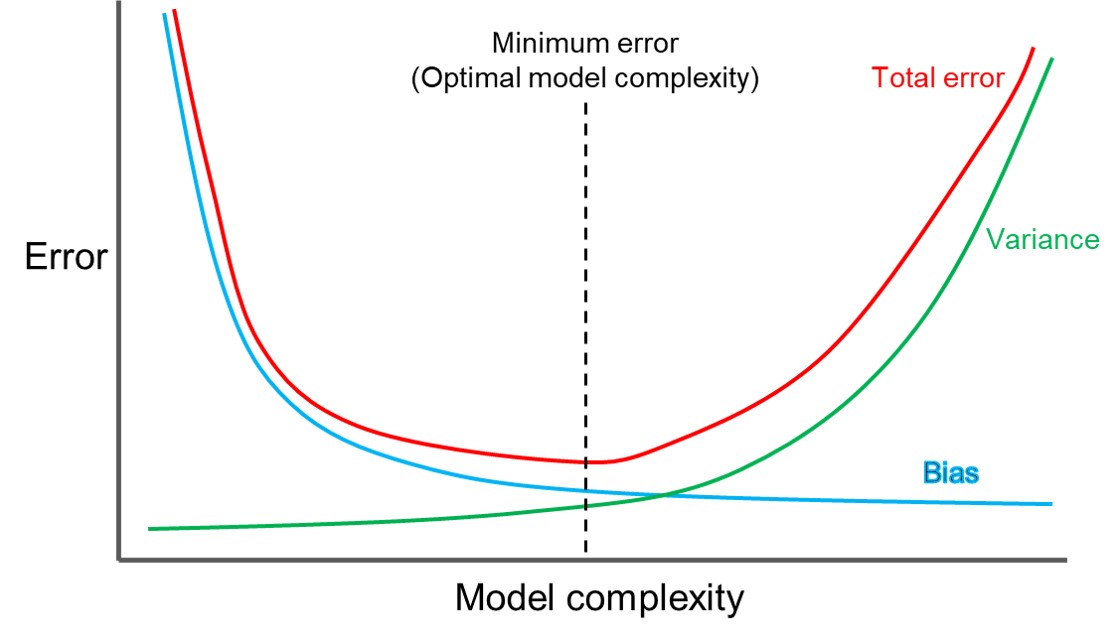 Minimum error
(Optimal model complexity)
Total error
Error
Variance
Bias
Model complexity